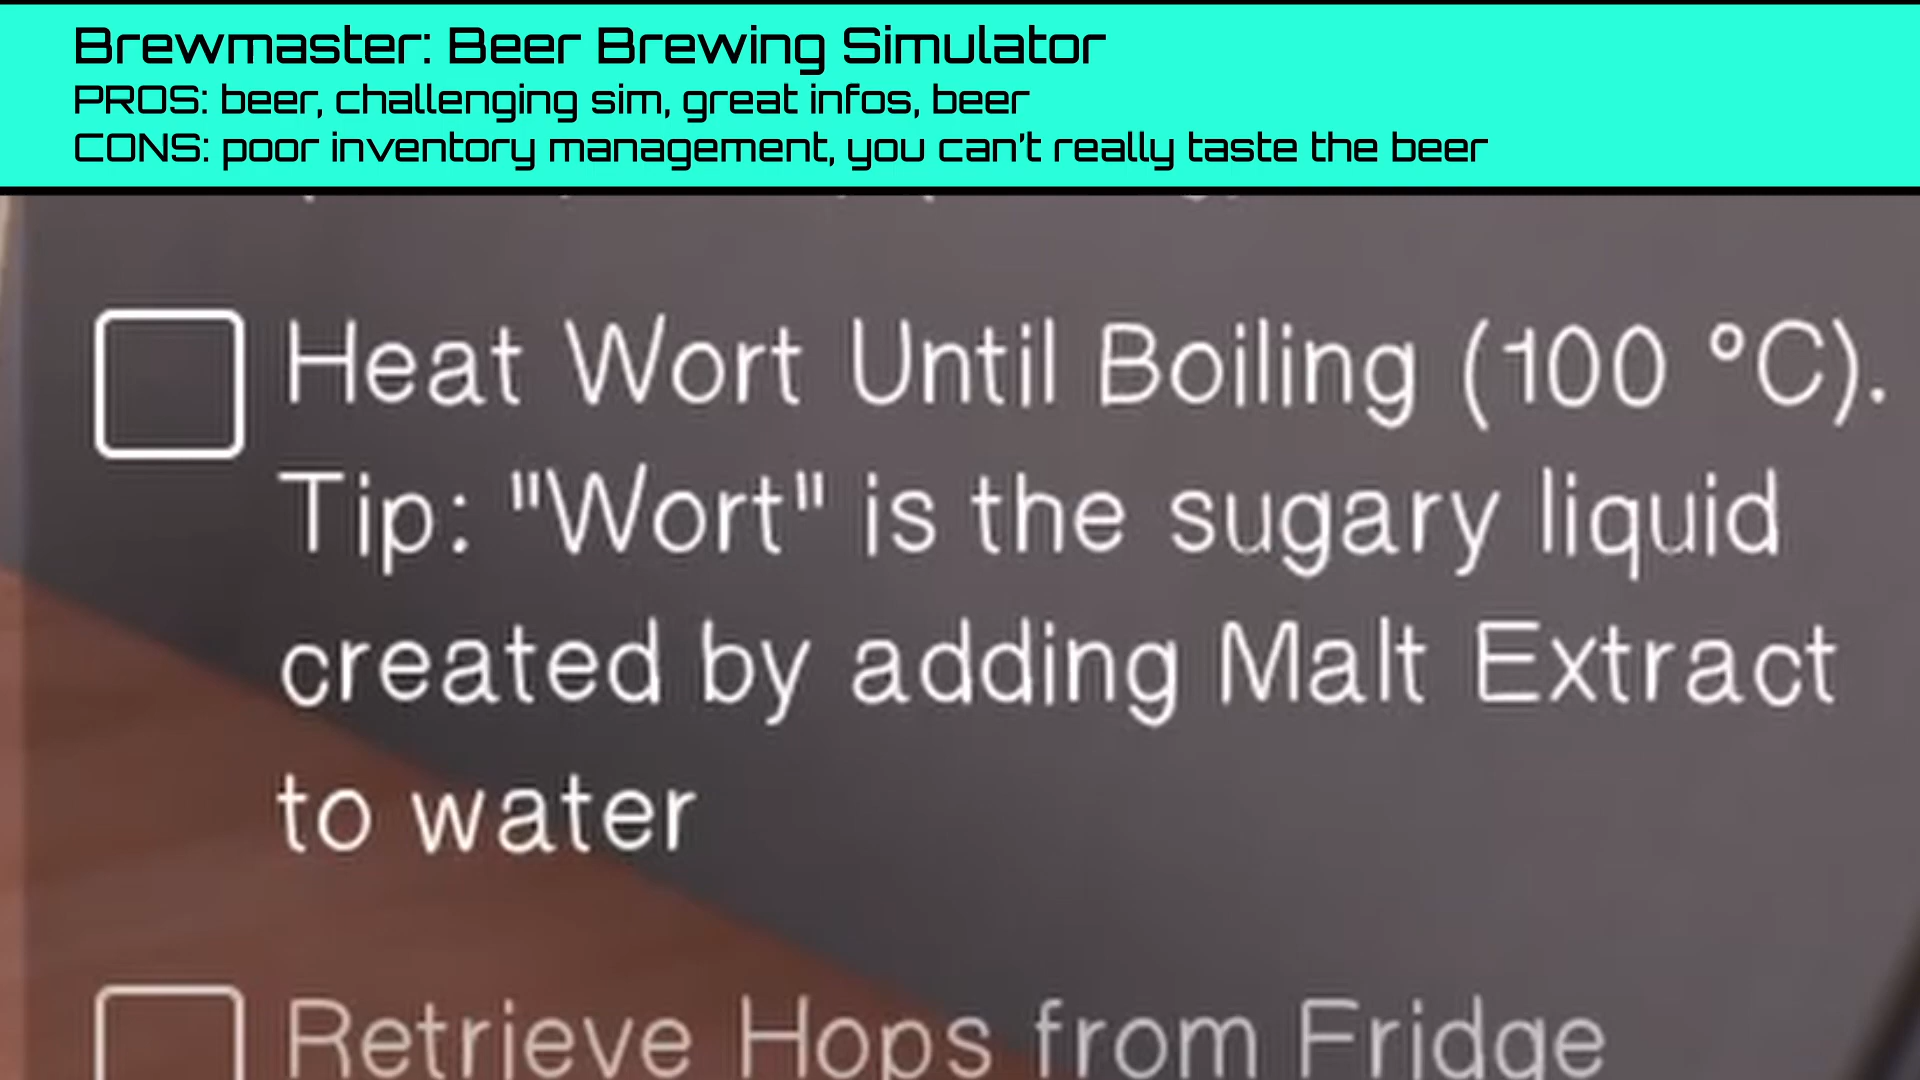 Brewmaster: Beer Brewing Simulator
PROS: beer, challenging sim, great infos, beer
CONS: poor inventory management, you can't really taste the beer
Heat Wort Until Boiling (100 °C).
Tip: "Wort" is the sugary liquid
created by adding Malt Extract
to water
Retrieve Hops from Fridge